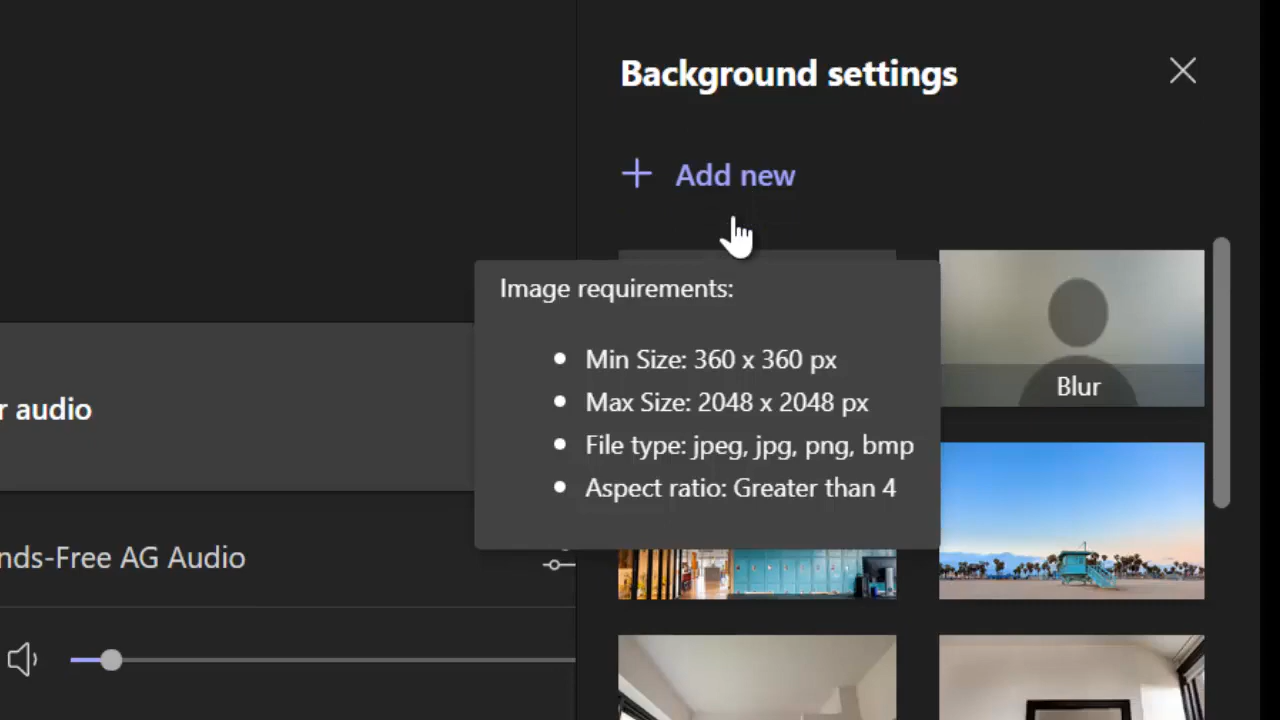 Background settings
Add new
Image requirements:
Min Size: 360 x 360 px
Max Size: 2048 x 2048 px
File type: jpeg, jpg, png, bmp
Aspect ratio: Greater than 4
Blur
r audio
nds-Free AG Audio